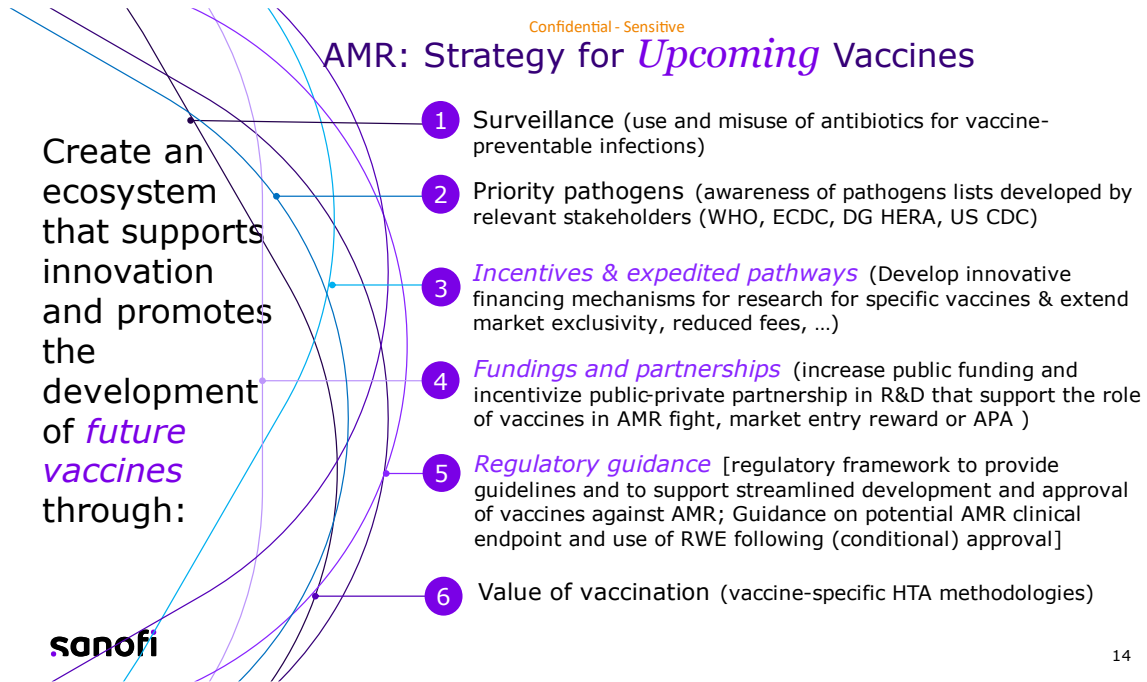 Confidential - Sensitive
AMR: Strategy for Upcoming Vaccines
Create an
ecosystem
that supports
innovation
and promotes
the
development
of future
vaccines
through:
1 Surveillance (use and misuse of antibiotics for vaccine-
preventable infections)
2 Priority pathogens (awareness of pathogens lists developed by
relevant stakeholders (WHO, ECDC, DG HERA, US CDC)
3 Incentives & expedited pathways (Develop innovative
financing mechanisms for research for specific vaccines & extend
market exclusivity, reduced fees, …)
4 Fundings and partnerships (increase public funding and
incentivize public-private partnership in R&D that support the role
of vaccines in AMR fight, market entry reward or APA )
5 Regulatory guidance [regulatory framework to provide
guidelines and to support streamlined development and approval
of vaccines against AMR; Guidance on potential AMR clinical
endpoint and use of RWE following (conditional) approval]
6 Value of vaccination (vaccine-specific HTA methodologies)
sanofi
14